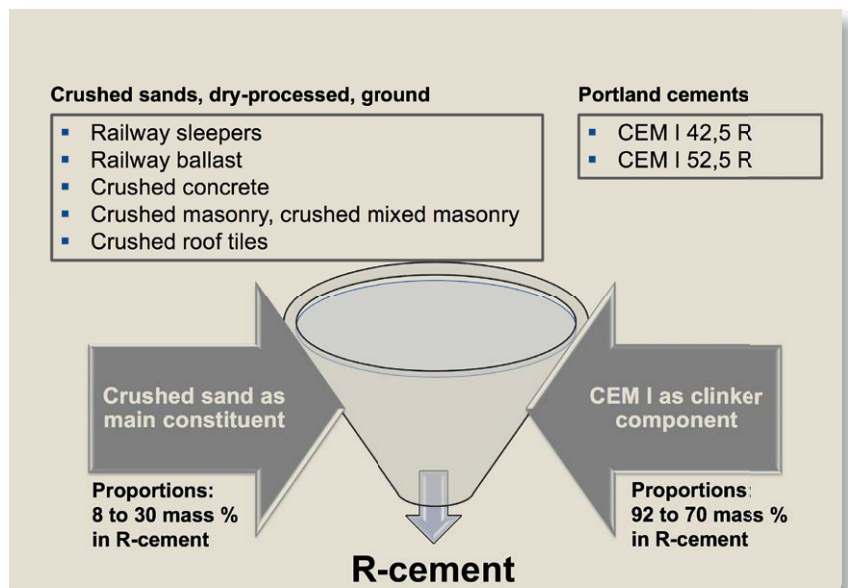 Crushed sands, dry-processed, ground
Railway sleepers
Railway ballast
Crushed concrete
Crushed masonry, crushed mixed masonry
Crushed roof tiles
Portland cements
CEM I 42,5 R
CEM I 52,5 R
Crushed sand as
main constituent
CEM I as clinker
component
Proportions:
8 to 30 mass %
in R-cement
Proportions:
92 to 70 mass %
in R-cement
R-cement